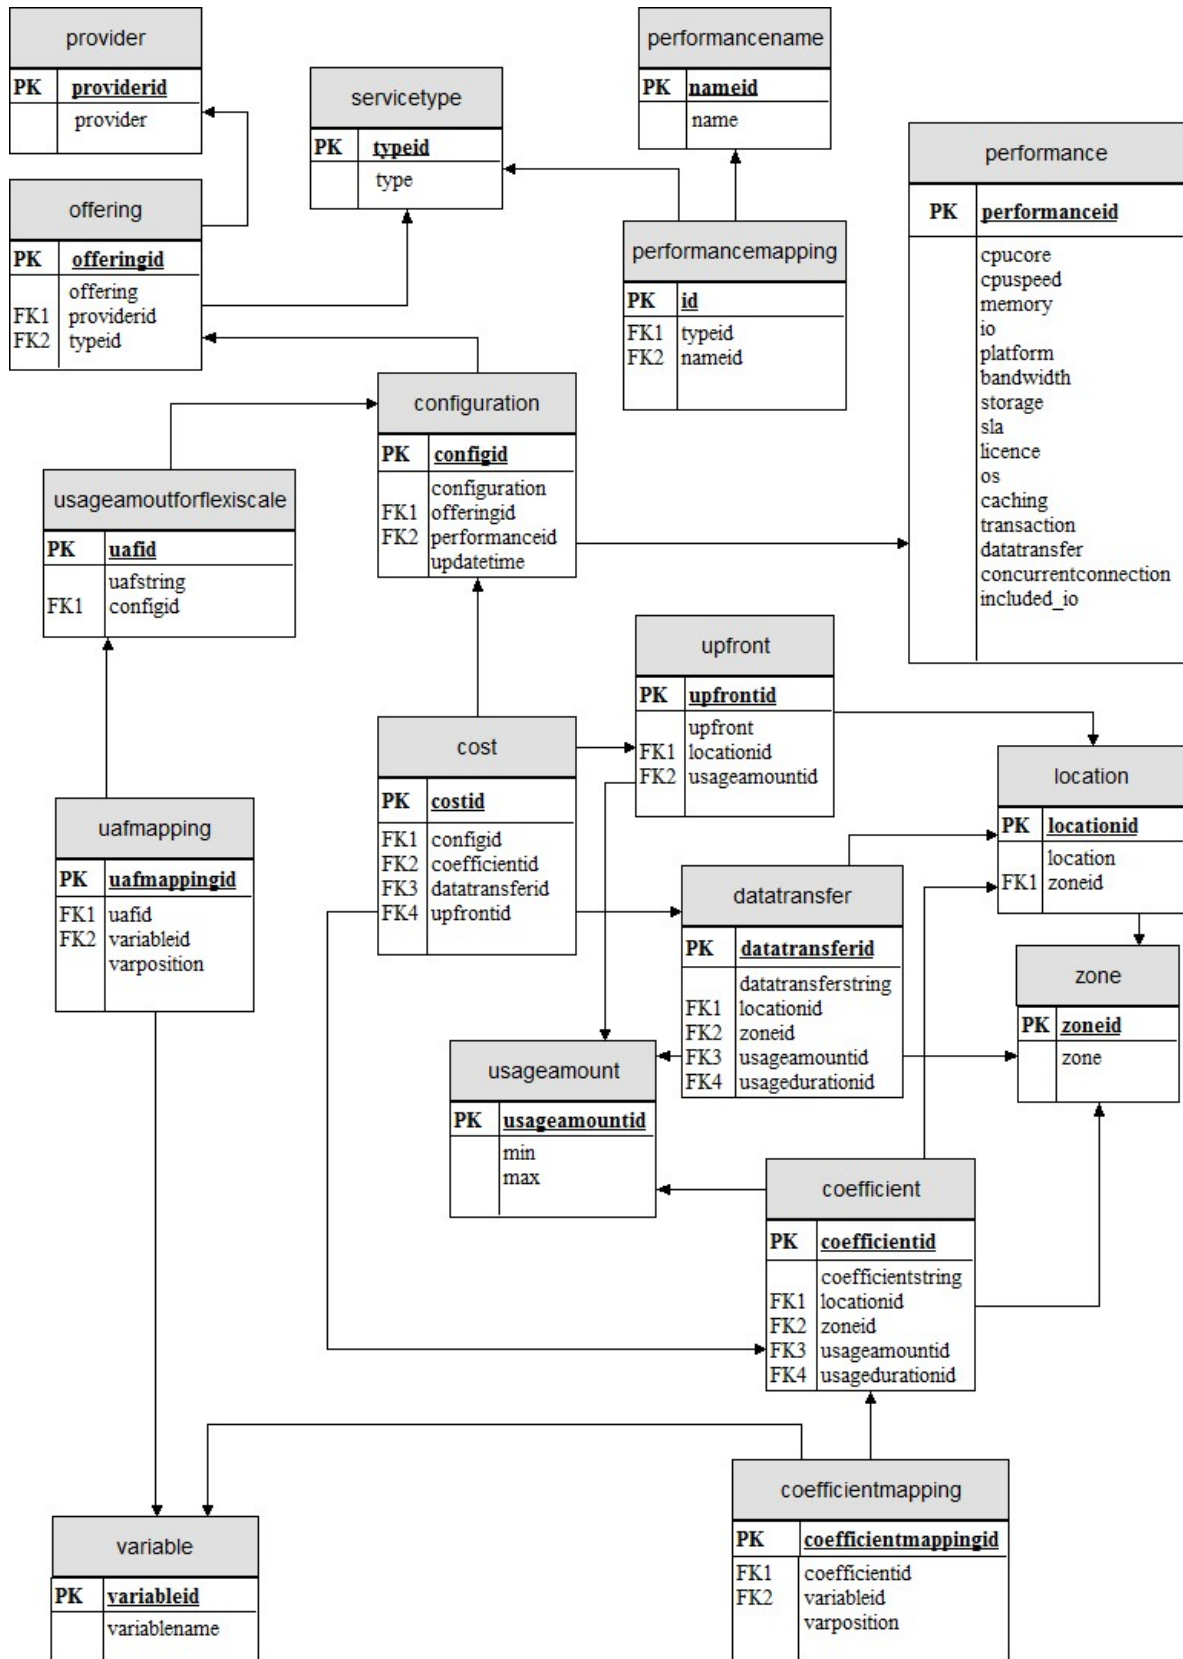 provider
PK providerid
provider
performancename
PK nameid
name
servicetype
PK typeid
type
performance
PK performanceid
cpucore
cpuspeed
memory
io
platform
bandwidth
storage
sla
licence
os
caching
transaction
datatransfer
concurrentconnection
included_io
offering
PK offeringid
offering
FK1 providerid
FK2 typeid
performancemapping
PK id
FK1 typeid
FK2 nameid
configuration
PK configid
configuration
FK1 offeringid
FK2 performanceid
updatetime
usageamoutforflexiscale
PK uafid
uafstring
FK1 configid
upfront
PK upfrontid
upfront
FK1 locationid
FK2 usageamountid
cost
PK costid
FK1 configid
FK2 coefficientid
FK3 datatransferid
FK4 upfrontid
location
PK locationid
location
FK1 zoneid
uafmapping
PK uafmappingid
FK1 uafid
FK2 variableid
varposition
datatransfer
PK datatransferid
datatransferstring
FK1 locationid
FK2 zoneid
FK3 usageamountid
FK4 usagedurationid
zone
PK zoneid
zone
usageamount
PK usageamountid
min
max
coefficient
PK coefficientid
coefficientstring
FK1 locationid
FK2 zoneid
FK3 usageamountid
FK4 usagedurationid
coefficientmapping
PK coefficientmappingid
FK1 coefficientid
FK2 variableid
varposition
variable
PK variableid
variablename